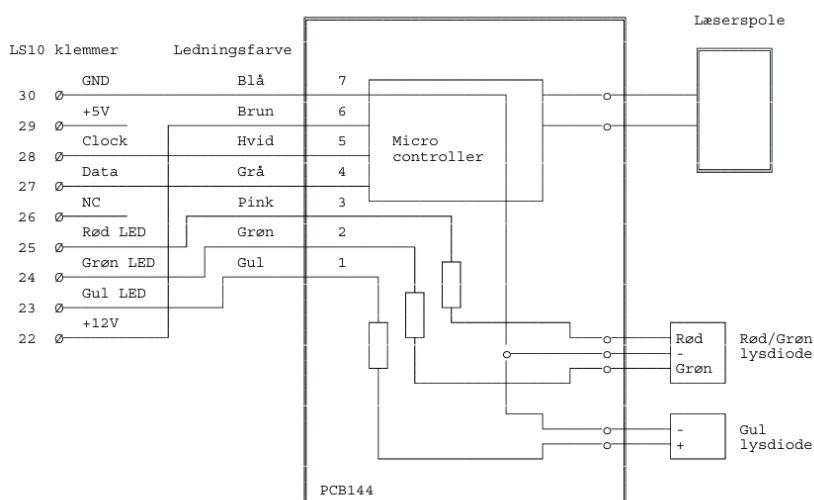 Læserspole
LS10 klemmer Ledningsfarve
GND Blå 7
30 Ø
+5V Brun 6
29 Ø
Clock Hvid 5
28 Ø
Micro
controller
Data Grå 4
27 Ø
NC Pink 3
26 Ø
Rød LED Grøn 2
25 Ø
Grøn LED Gul 1
24 Ø
Gul LED
23 Ø
+12V
22 Ø
Rød
-
Grøn
Rød/Grøn
lysdiode
-
+
Gul
lysdiode
PCB144